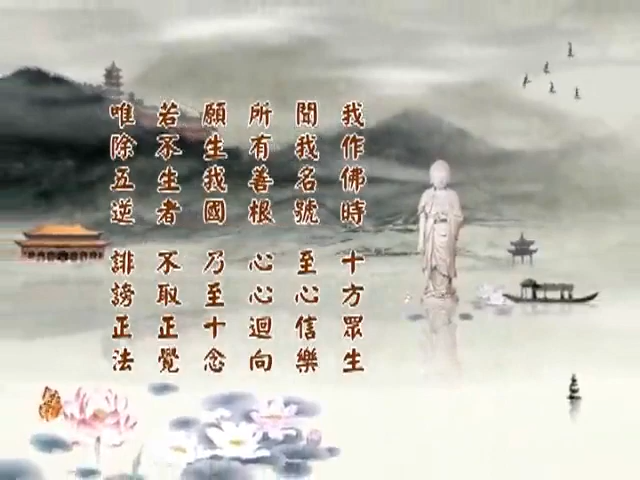 我作佛時 十方眾生
聞我名號 至心信樂
所有善根 心心迴向
願生我國 乃至十念
若不生者 不取正覺
唯除五逆 誹謗正法